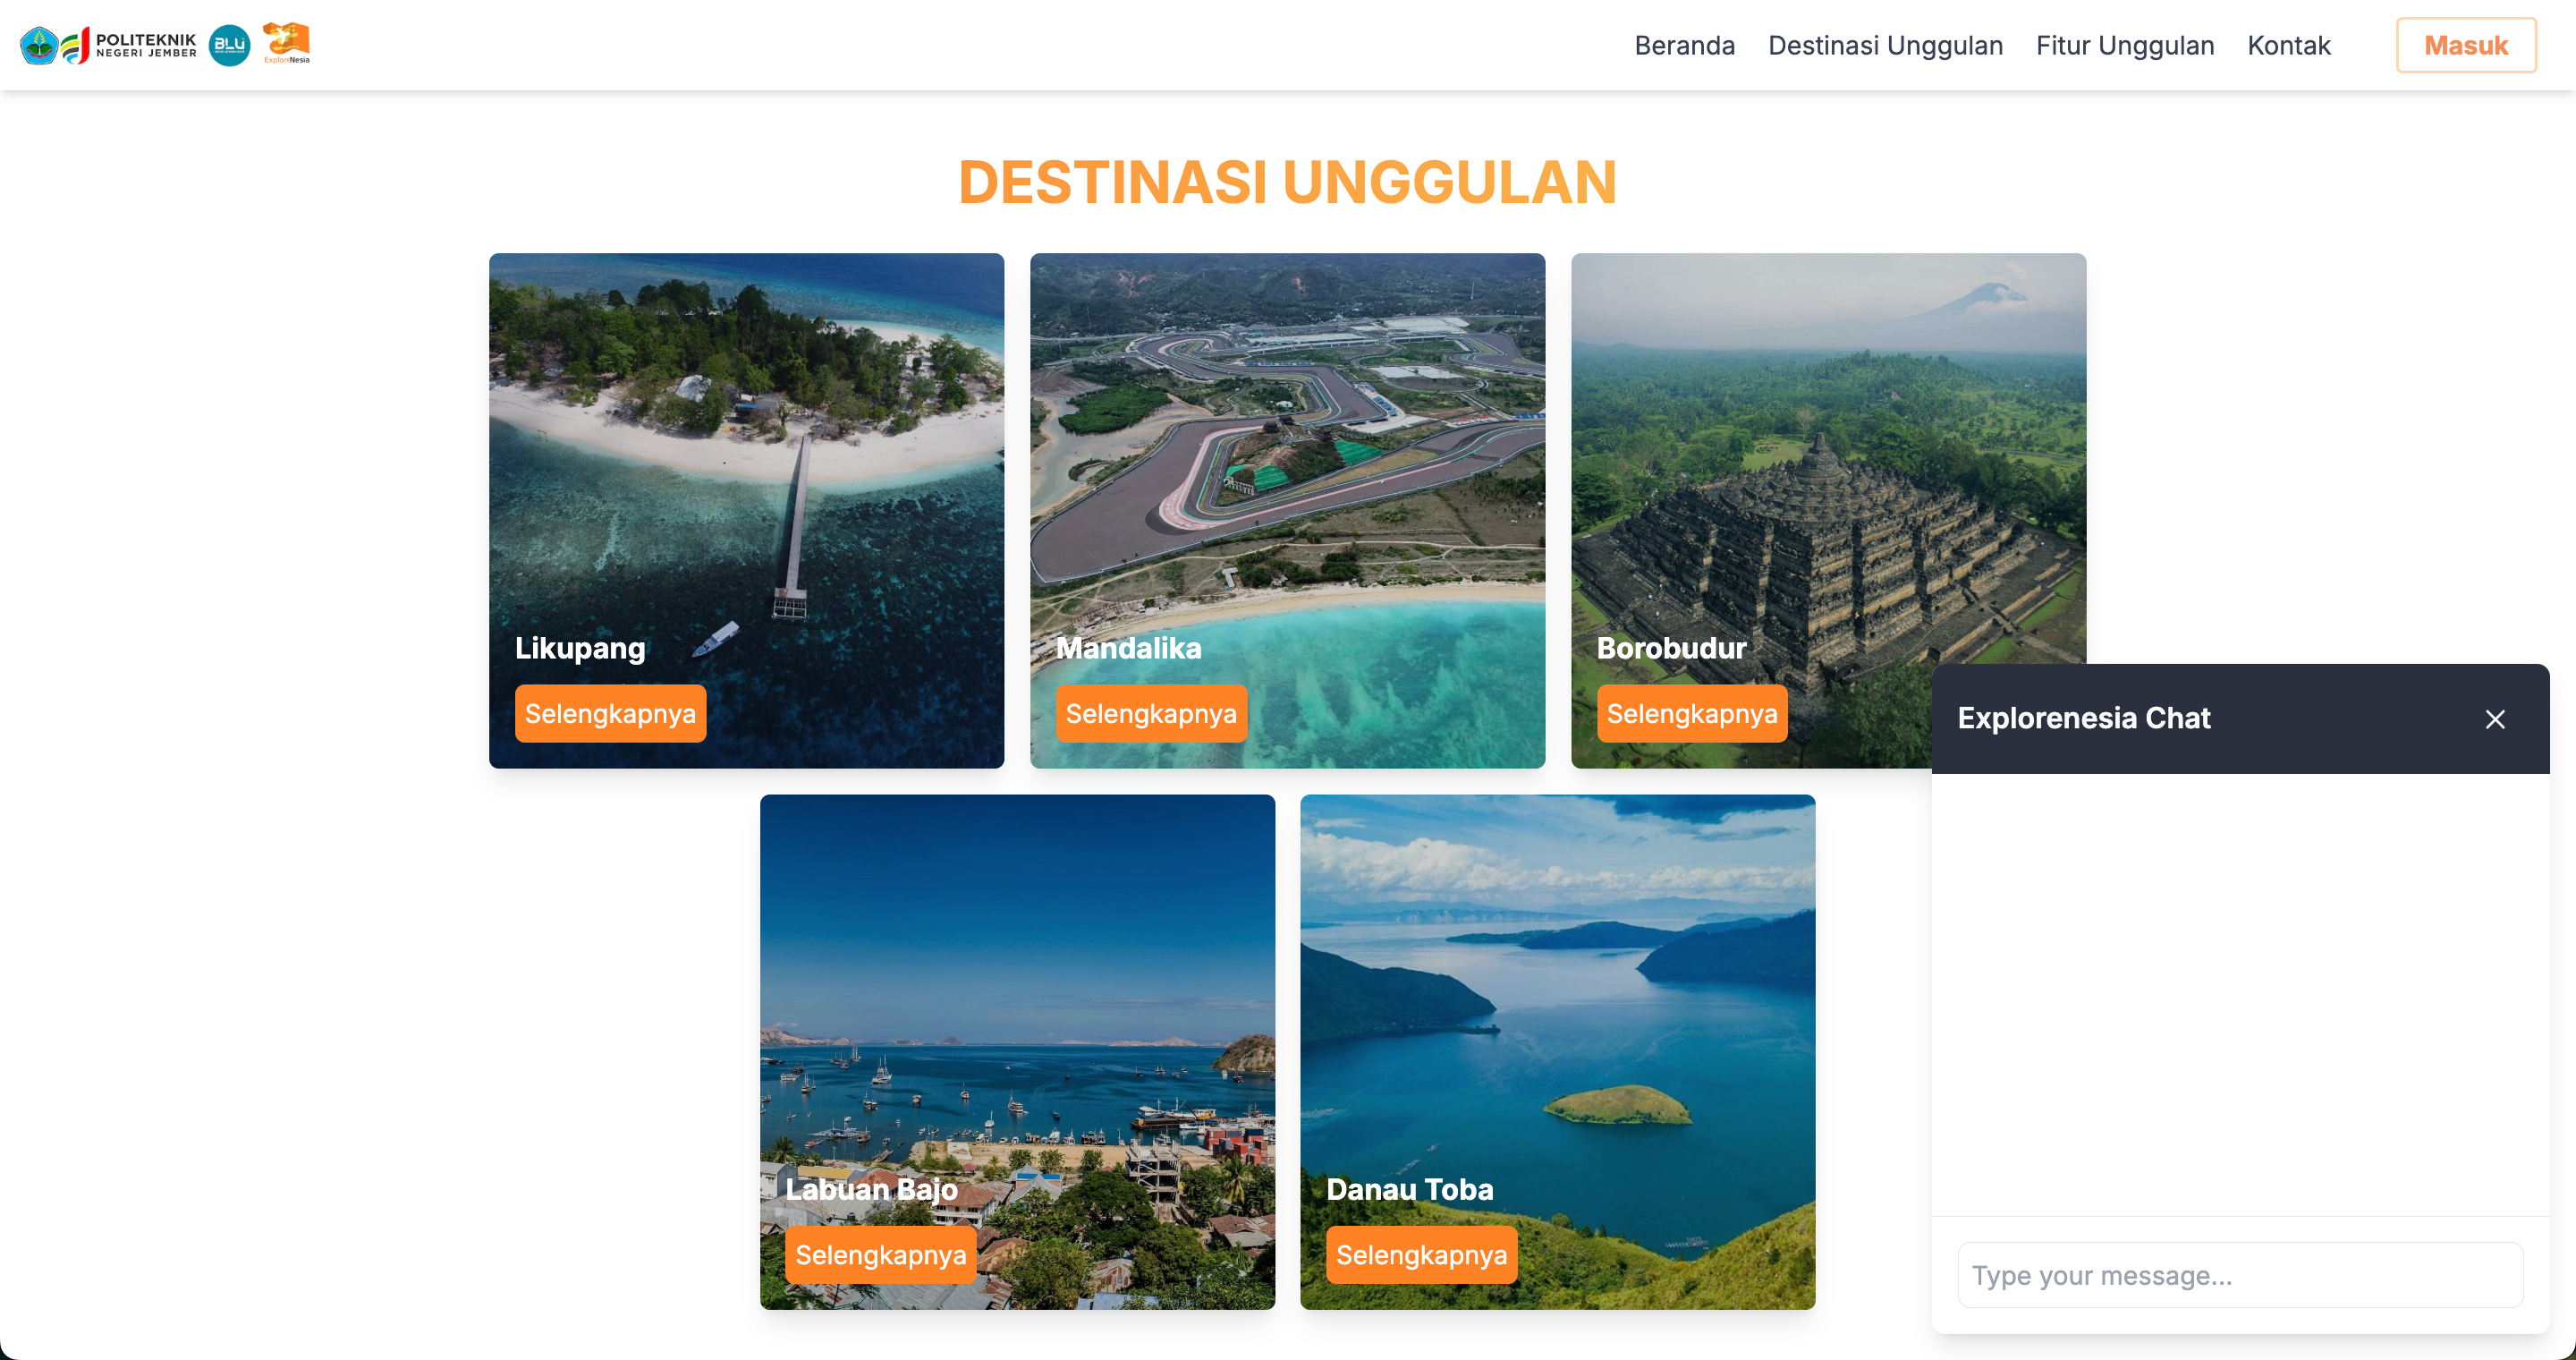 POLITEKNIK
NEGERI JEMBER
BLU
ExploreNesia
Beranda
Destinasi Unggulan
Fitur Unggulan
Kontak
Masuk
DESTINASI UNGGULAN
Likupang
Selengkapnya
Mandalika
Selengkapnya
Borobudur
Selengkapnya
Labuan Bajo
Selengkapnya
Danau Toba
Selengkapnya
Explorenesia Chat
Type your message...